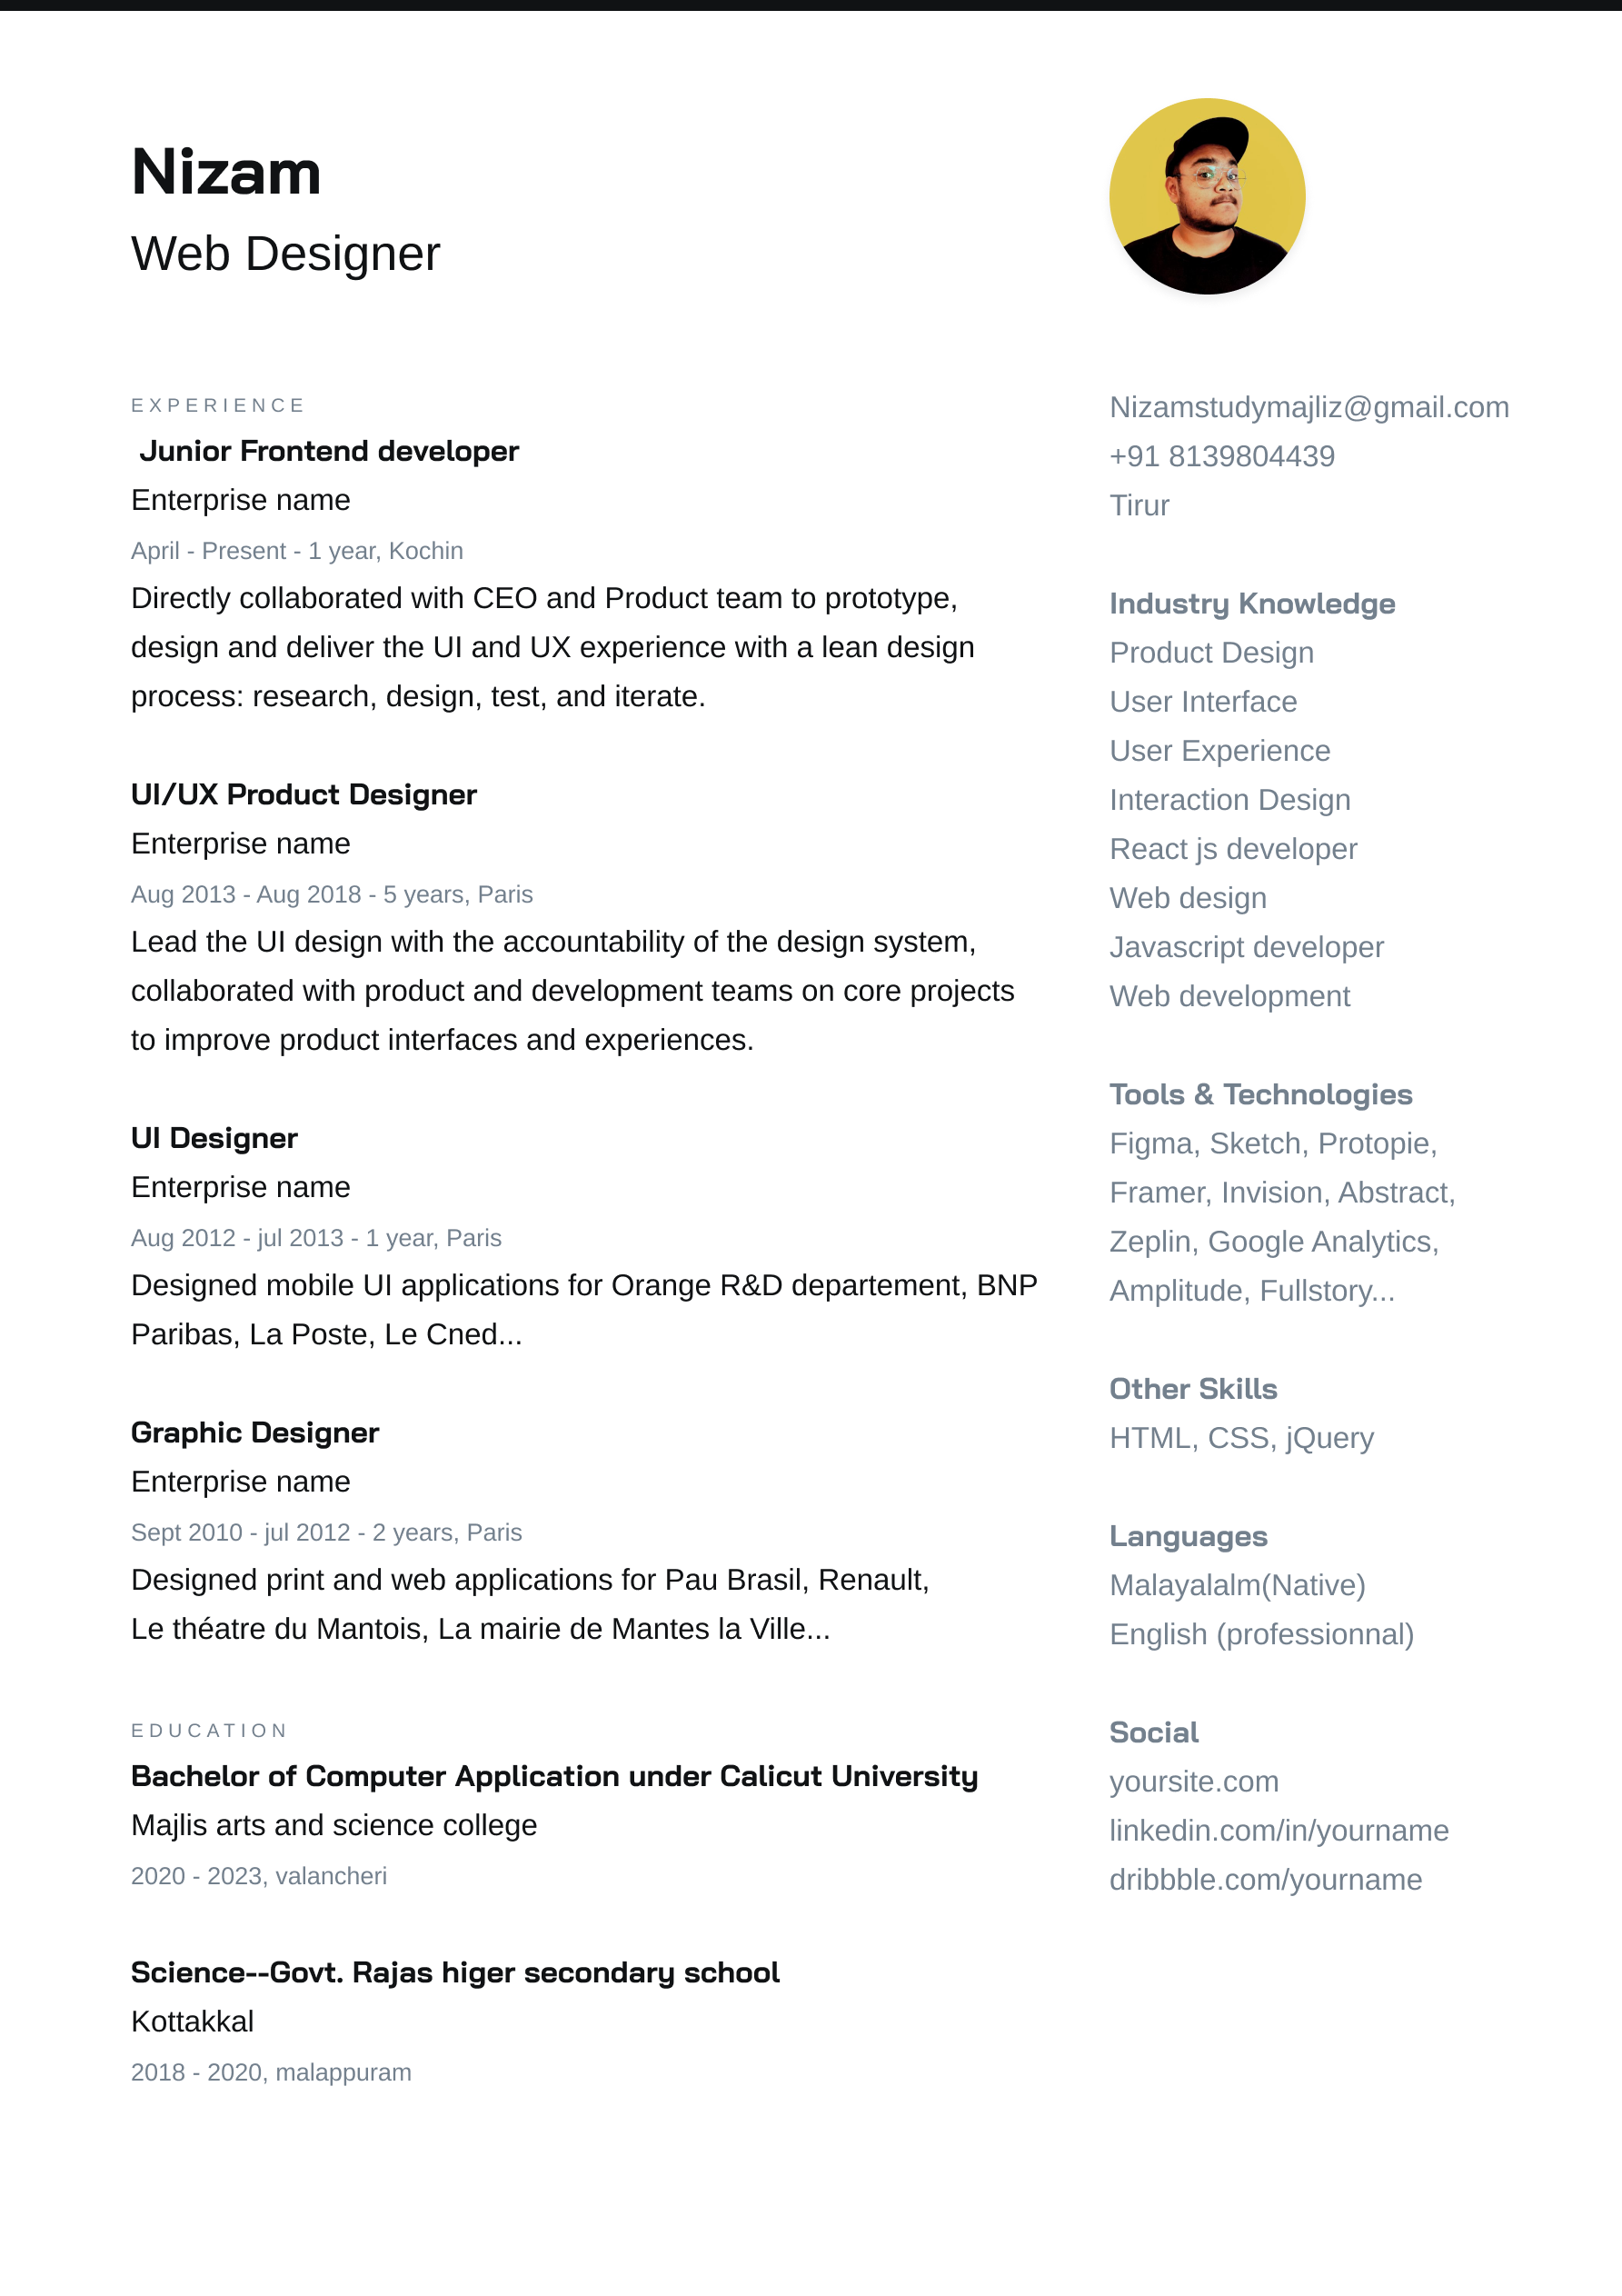 Nizam
Web Designer
EXPERIENCE
Junior Frontend developer
Enterprise name
April - Present - 1 year, Kochin
Directly collaborated with CEO and Product team to prototype,
design and deliver the UI and UX experience with a lean design
process: research, design, test, and iterate.
UI/UX Product Designer
Enterprise name
Aug 2013 - Aug 2018 - 5 years, Paris
Lead the UI design with the accountability of the design system,
collaborated with product and development teams on core projects
to improve product interfaces and experiences.
UI Designer
Enterprise name
Aug 2012 - jul 2013 - 1 year, Paris
Designed mobile UI applications for Orange R&D departement, BNP
Paribas, La Poste, Le Cned...
Graphic Designer
Enterprise name
Sept 2010 - jul 2012 - 2 years, Paris
Designed print and web applications for Pau Brasil, Renault,
Le théatre du Mantois, La mairie de Mantes la Ville...
EDUCATION
Bachelor of Computer Application under Calicut University
Majlis arts and science college
2020 - 2023, valancheri
Science--Govt. Rajas higer secondary school
Kottakkal
2018 - 2020, malappuram
Nizamstudymajliz@gmail.com
+91 8139804439
Tirur
Industry Knowledge
Product Design
User Interface
User Experience
Interaction Design
React js developer
Web design
Javascript developer
Web development
Tools & Technologies
Figma, Sketch, Protopie,
Framer, Invision, Abstract,
Zeplin, Google Analytics,
Amplitude, Fullstory...
Other Skills
HTML, CSS, jQuery
Languages
Malayalalm(Native)
English (professionnal)
Social
yoursite.com
linkedin.com/in/yourname
dribbble.com/yourname